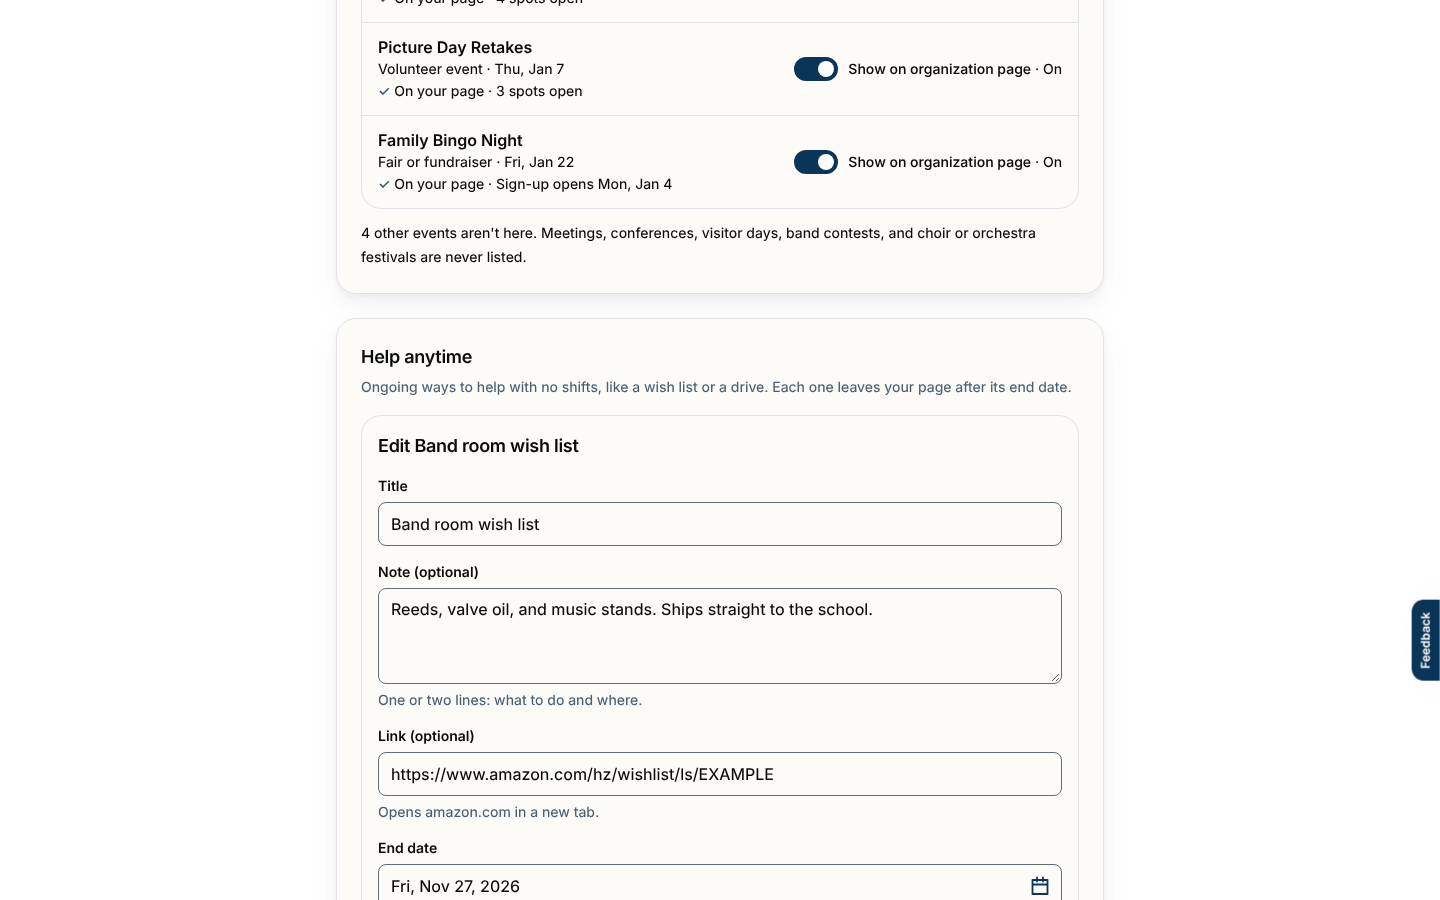 ✓ On your page · 4 spots open
Picture Day Retakes
Volunteer event · Thu, Jan 7
✓ On your page · 3 spots open
Show on organization page · On
Family Bingo Night
Fair or fundraiser · Fri, Jan 22
✓ On your page · Sign-up opens Mon, Jan 4
Show on organization page · On
4 other events aren't here. Meetings, conferences, visitor days, band contests, and choir or orchestra
festivals are never listed.
Help anytime
Ongoing ways to help with no shifts, like a wish list or a drive. Each one leaves your page after its end date.
Edit Band room wish list
Title
Band room wish list
Note (optional)
Reeds, valve oil, and music stands. Ships straight to the school.
One or two lines: what to do and where.
Link (optional)
https://www.amazon.com/hz/wishlist/ls/EXAMPLE
Opens amazon.com in a new tab.
End date
Fri, Nov 27, 2026
Feedback